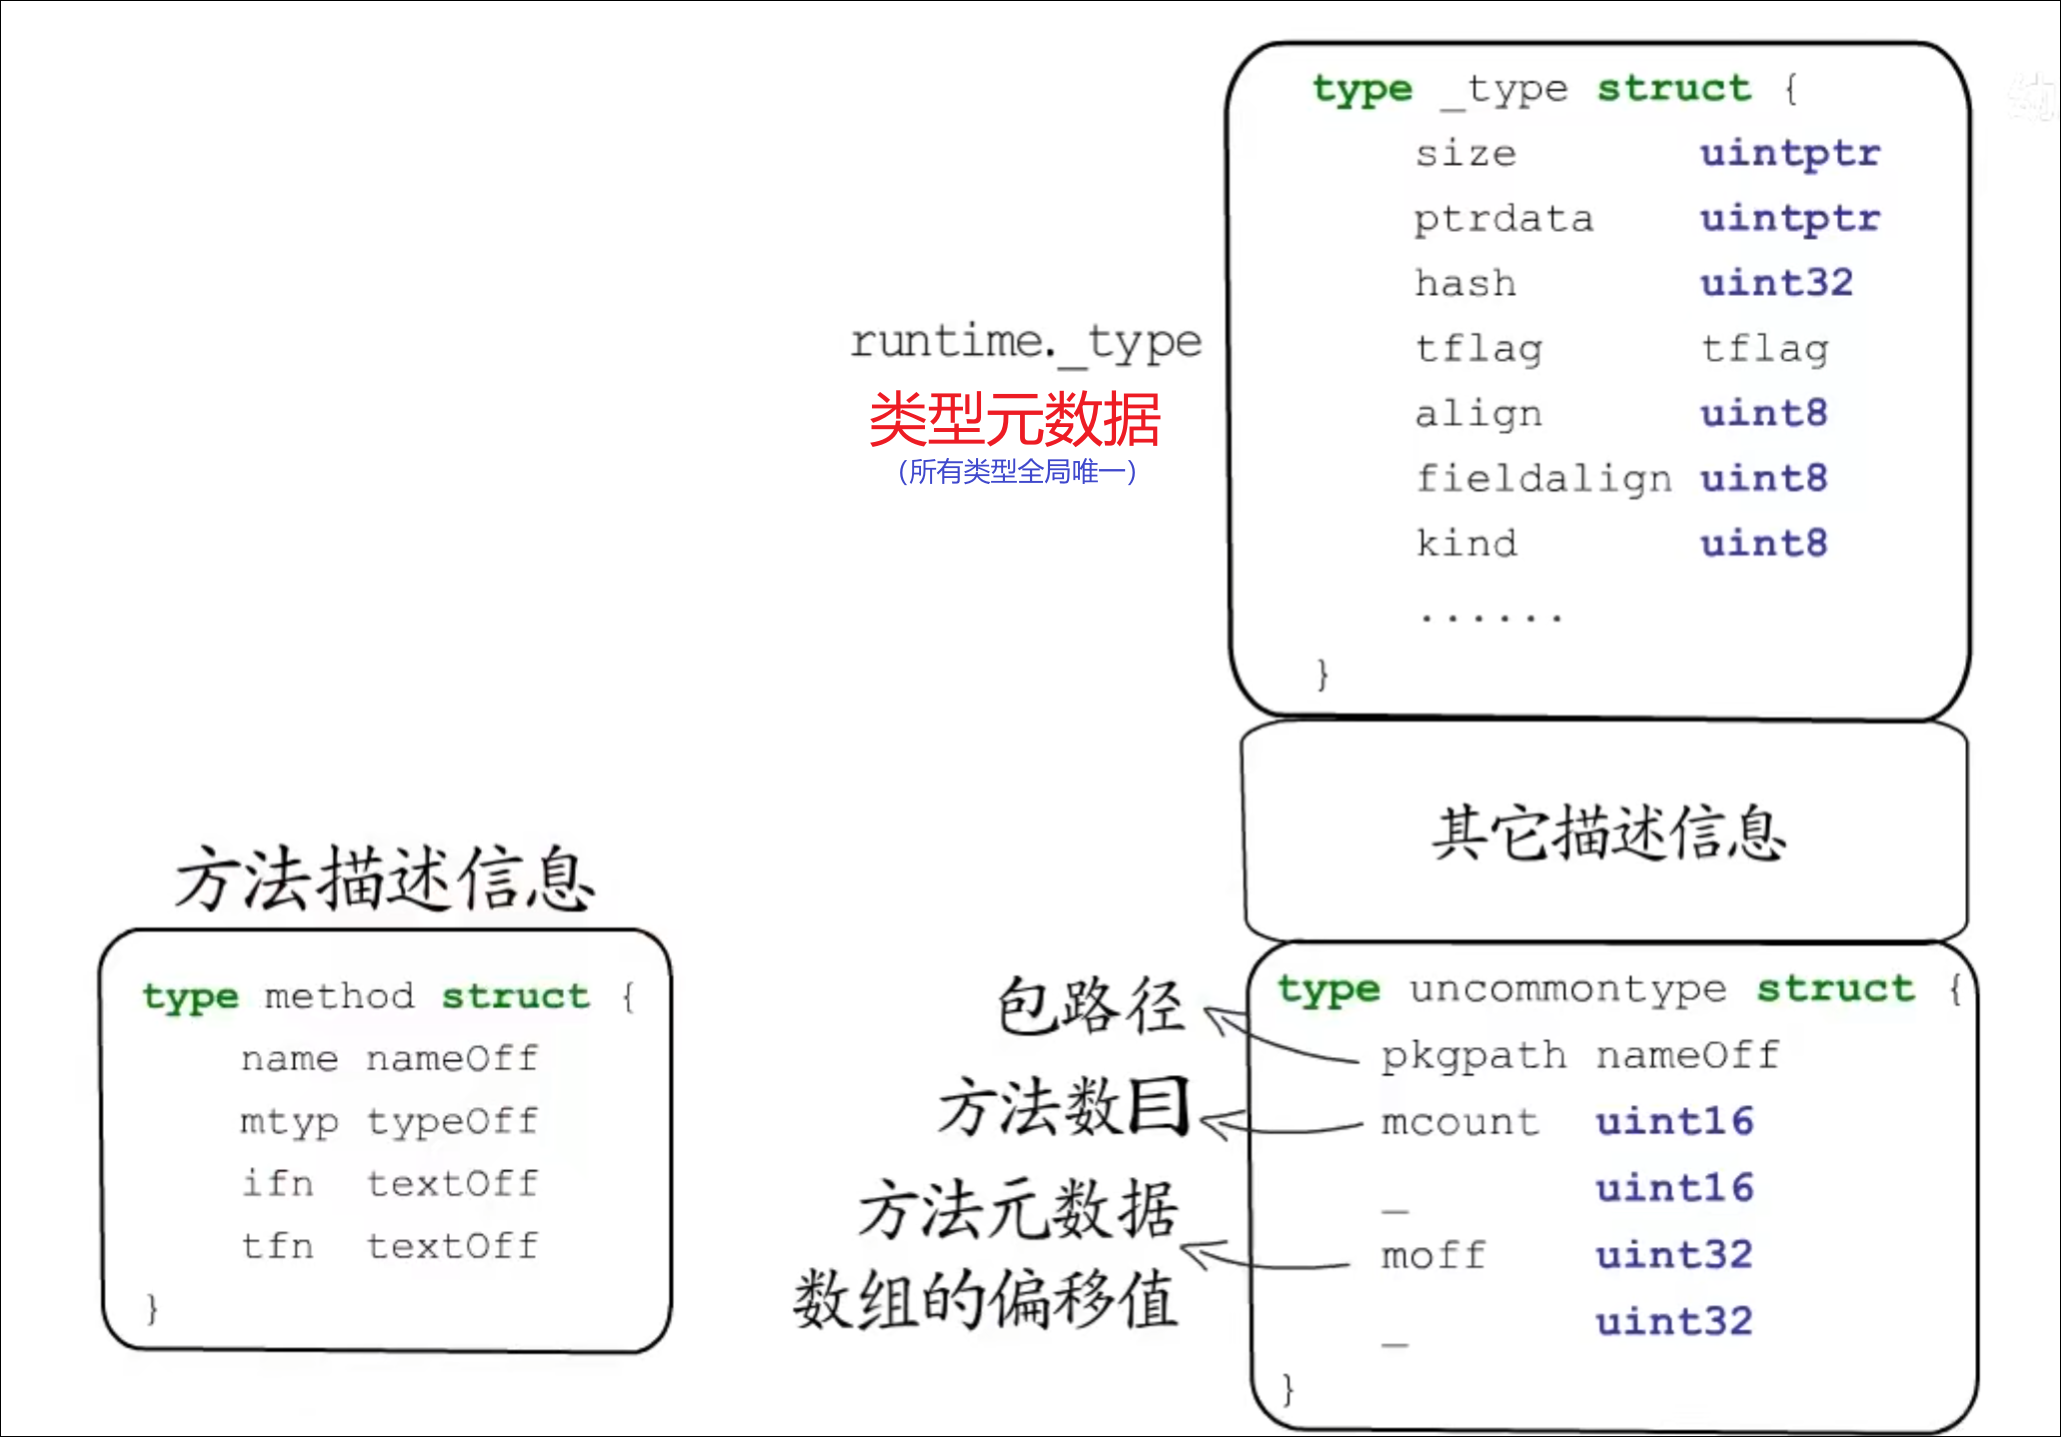 type _type struct {
size uintptr
ptrdata uintptr
hash uint32
tflag tflag
align uint8
fieldalign uint8
kind uint8
......
}
runtime._type
类型元数据
（所有类型全局唯一）
其它描述信息
方法描述信息
type method struct {
name nameOff
mtyp typeOff
ifn textOff
tfn textOff
}
包路径
方法数目
方法元数据
数组的偏移值
type uncommontype struct {
pkgpath nameOff
mcount uint16
_ uint16
moff uint32
_ uint32
}